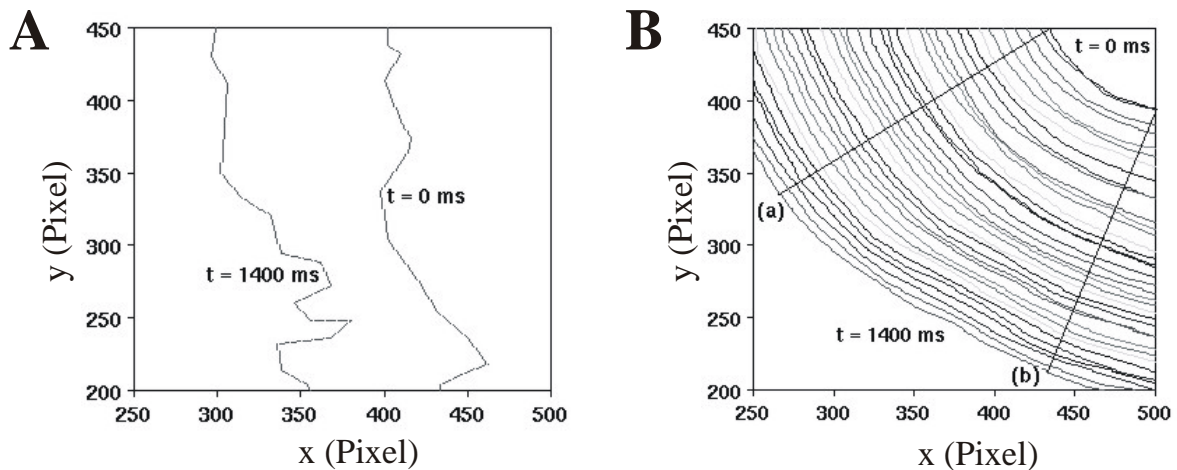 A
y (Pixel)
450
400
350
300
250
200
t = 0 ms
t = 1400 ms
250 300 350 400 450 500
x (Pixel)
B
y (Pixel)
450
400
350
300
250
200
t = 0 ms
(a)
t = 1400 ms
(b)
250 300 350 400 450 500
x (Pixel)